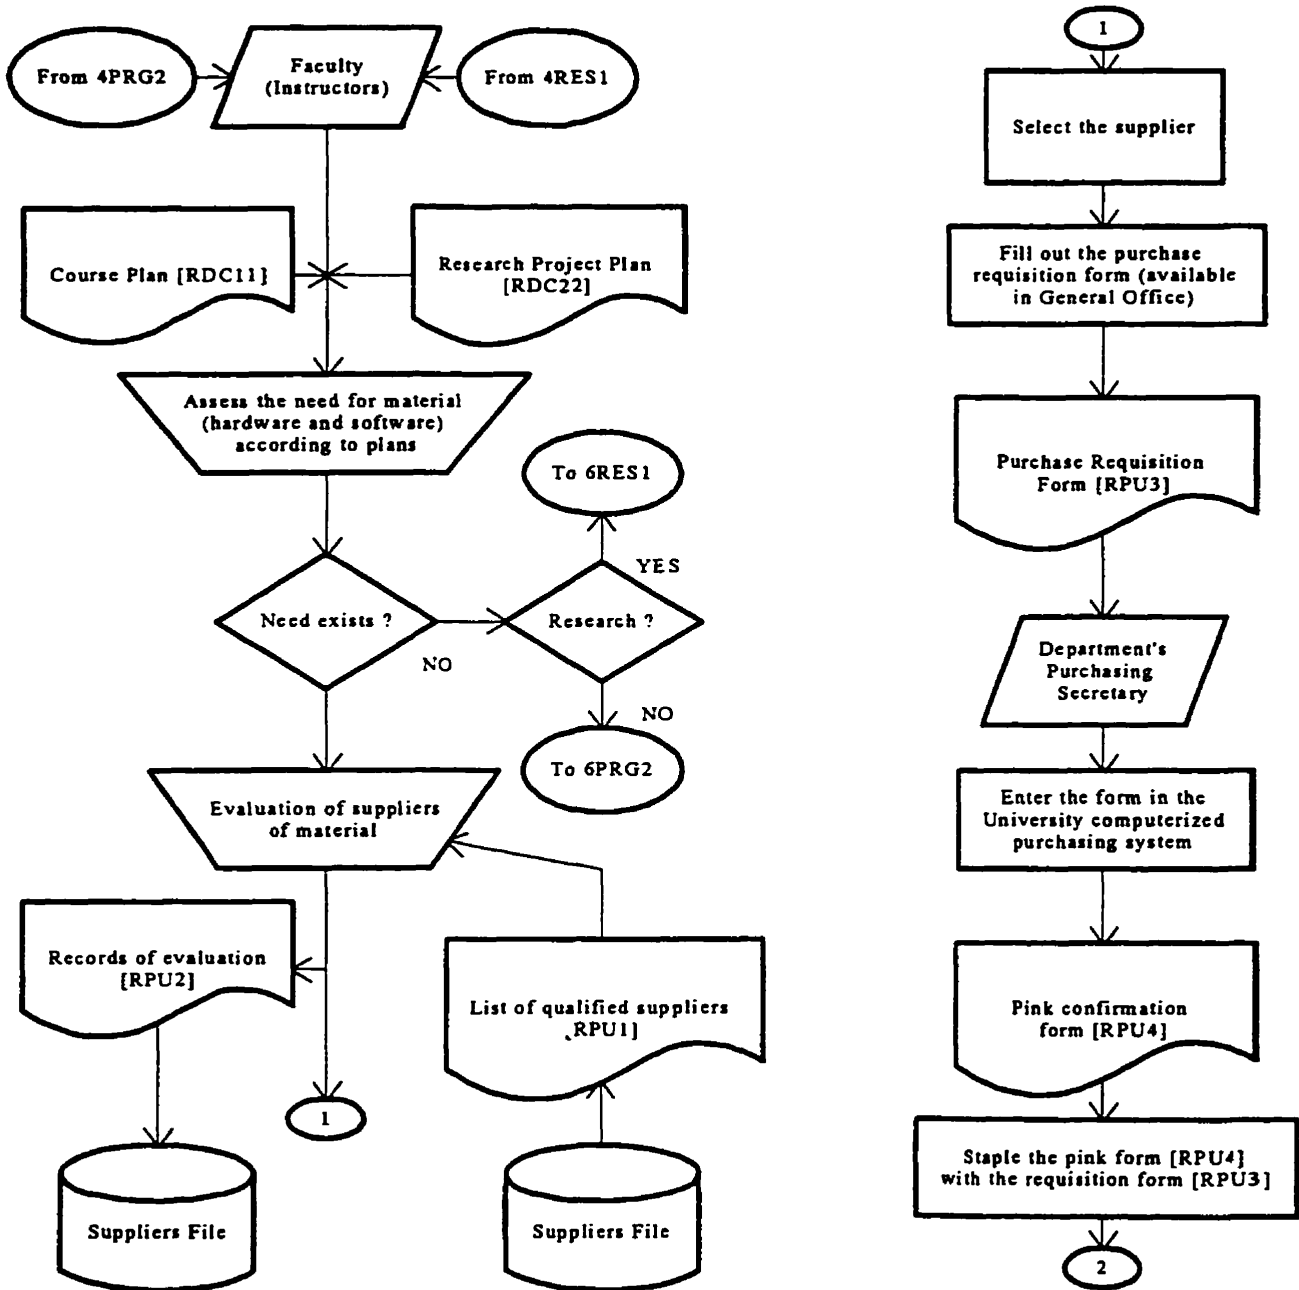 From 4PRG2
Faculty
(Instructors)
From 4RES1
Course Plan [RDC11]
Research Project Plan
[RDC22]
Assess the need for material
(hardware and software)
according to plans
To 6RES1
YES
Need exists ?
Research ?
NO
NO
To 6PRG2
Evaluation of suppliers
of material
Records of evaluation
[RPU2]
List of qualified suppliers
RPU1]
1
Suppliers File
Suppliers File
1
Select the supplier
Fill out the purchase
requisition form (available
in General Office)
Purchase Requisition
Form [RPU3]
Department's
Purchasing
Secretary
Enter the form in the
University computerized
purchasing system
Pink confirmation
form [RPU4]
Staple the pink form [RPU4]
with the requisition form [RPU3]
2